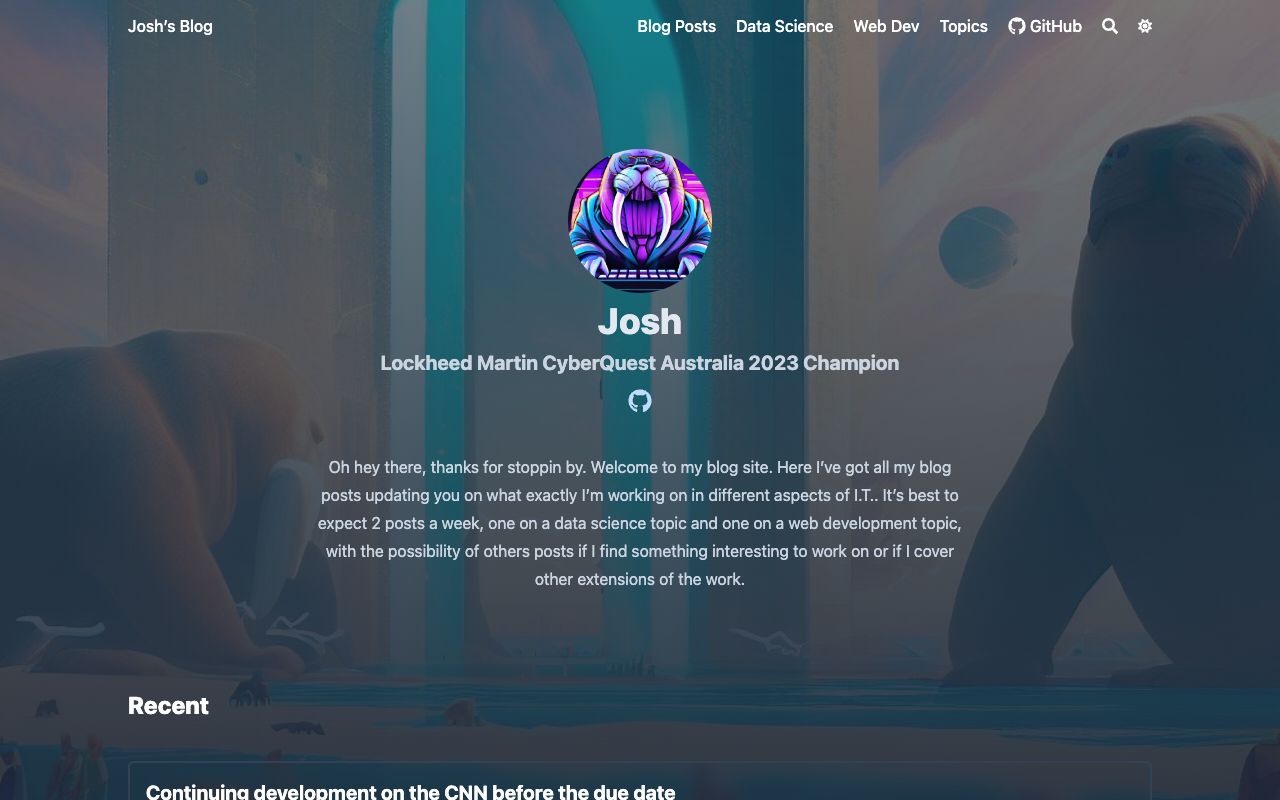 Josh’s Blog
Blog Posts
Data Science
Web Dev
Topics
GitHub
Josh
Lockheed Martin CyberQuest Australia 2023 Champion
Oh hey there, thanks for stoppin by. Welcome to my blog site. Here I’ve got all my blog
posts updating you on what exactly I’m working on in different aspects of I.T.. It’s best to
expect 2 posts a week, one on a data science topic and one on a web development topic,
with the possibility of others posts if I find something interesting to work on or if I cover
other extensions of the work.
Recent
Continuing development on the CNN before the due date